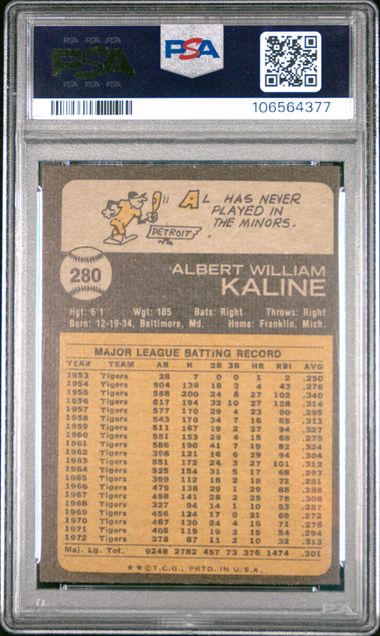 PSA
PSA
106564377
AL HAS NEVER
PLAYED IN
THE MINORS.
DETROIT
280
ALBERT WILLIAM
KALINE
Hgt: 6'1" Wgt: 185 Bats: Right Throws: Right
Born: 12-19-34, Baltimore, Md. Home: Franklin, Mich.
MAJOR LEAGUE BATTING RECORD
YEAR TEAM AB H 2B 3B HR RBI AVG
1953 Tigers 28 7 0 0 1 2 .250
1954 Tigers 504 139 18 3 4 43 .276
1955 Tigers 588 200 24 8 27 102 .340
1956 Tigers 617 194 32 10 27 128 .314
1957 Tigers 577 170 29 4 23 90 .295
1958 Tigers 543 170 34 7 16 85 .313
1959 Tigers 511 167 19 2 27 94 .327
1960 Tigers 551 153 29 4 15 68 .278
1961 Tigers 586 190 41 7 19 82 .324
1962 Tigers 398 121 16 6 29 94 .304
1963 Tigers 551 172 24 3 27 101 .312
1964 Tigers 525 154 31 5 17 68 .293
1965 Tigers 399 112 18 2 18 72 .281
1966 Tigers 479 138 29 1 29 88 .288
1967 Tigers 458 141 28 2 25 78 .308
1968 Tigers 327 94 14 1 10 53 .287
1969 Tigers 456 124 17 0 21 69 .272
1970 Tigers 467 130 24 4 16 71 .278
1971 Tigers 405 119 19 2 15 54 .294
1972 Tigers 278 87 11 2 10 32 .313
Maj. Lg. Tot. 9248 2782 457 73 376 1474 .301
★★©T.C.G., PRTD. IN U.S.A.
PSA